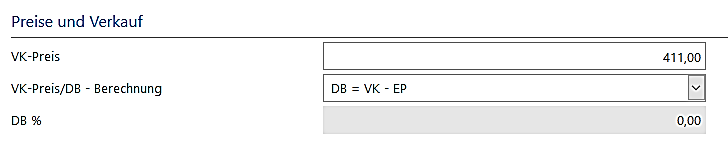 Preise und Verkauf
VK-Preis 411,00
VK-Preis/DB - Berechnung DB = VK - EP
DB % 0,00